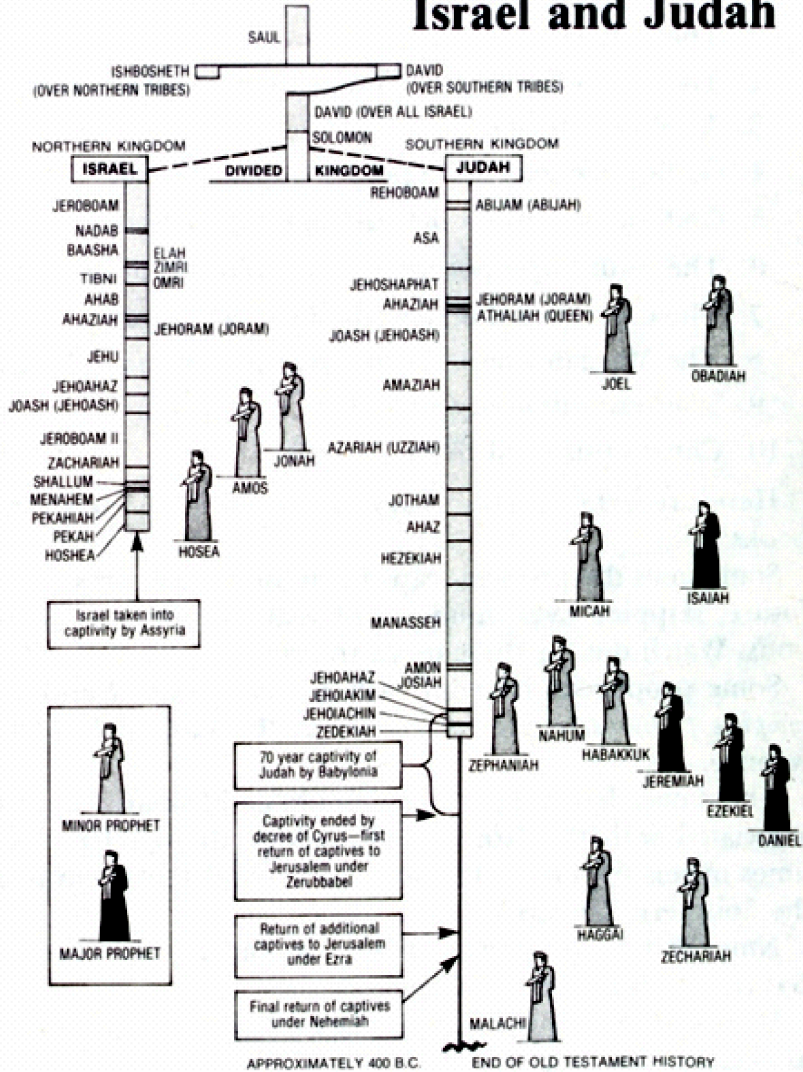 Israel and Judah
SAUL
ISHBOSHETH
(OVER NORTHERN TRIBES)
DAVID
(OVER SOUTHERN TRIBES)
DAVID (OVER ALL ISRAEL)
SOLOMON
NORTHERN KINGDOM
SOUTHERN KINGDOM
ISRAEL
DIVIDED KINGDOM
JUDAH
JEROBOAM
NADAB
BAASHA
ELAH
ZIMRI
TIBNI
OMRI
AHAB
AHAZIAH
JEHORAM (JORAM)
JEHU
JEHOAHAZ
JOASH (JEHOASH)
JEROBOAM II
ZACHARIAH
SHALLUM
MENAHEM
PEKAHIAH
PEKAH
HOSHEA
Israel taken into
captivity by Assyria
HOSEA
AMOS
JONAH
REHOBOAM
ABIJAM (ABIJAH)
ASA
JEHOSHAPHAT
AHAZIAH
JEHORAM (JORAM)
ATHALIAH (QUEEN)
JOASH (JEHOASH)
AMAZIAH
AZARIAH (UZZIAH)
JOTHAM
AHAZ
HEZEKIAH
MANASSEH
AMON
JOSIAH
JEHOAHAZ
JEHOIAKIM
JEHOIACHIN
ZEDEKIAH
JOEL
OBADIAH
MICAH
ISAIAH
ZEPHANIAH
NAHUM
HABAKKUK
JEREMIAH
EZEKIEL
DANIEL
HAGGAI
ZECHARIAH
MALACHI
70 year captivity of
Judah by Babylonia
Captivity ended by
decree of Cyrus—first
return of captives to
Jerusalem under
Zerubbabel
Return of additional
captives to Jerusalem
under Ezra
Final return of captives
under Nehemiah
MINOR PROPHET
MAJOR PROPHET
APPROXIMATELY 400 B.C.
END OF OLD TESTAMENT HISTORY